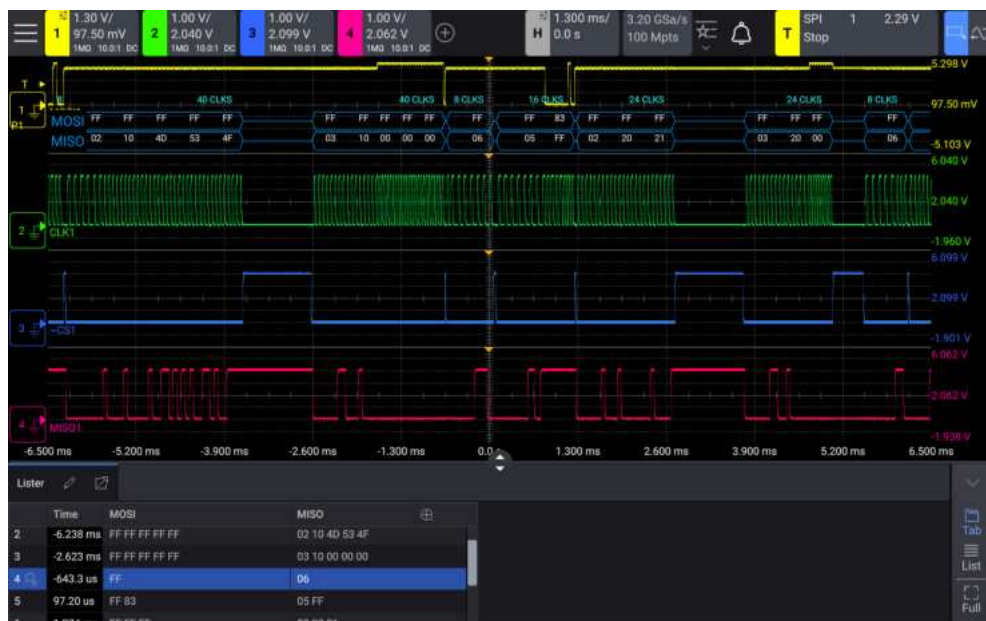 1 1.30 V/ 97.50 mV 1MΩ 10.0:1 DC
2 1.00 V/ 2.040 V 1MΩ 10.0:1 DC
3 1.00 V/ 2.099 V 1MΩ 10.0:1 DC
4 1.00 V/ 2.062 V 1MΩ 10.0:1 DC
H 1.300 ms/ 0.0 s
3.20 GSa/s 100 Mpts
T SPI 1 2.29 V
Stop
5.298 V
T
40 CLKS 40 CLKS 8 CLKS 16 CLKS 24 CLKS 24 CLKS 8 CLKS
1 97.50 mV
P1 MOSI FF FF FF FF FF FF FF FF FF FF FF FF 83 FF FF FF FF FF FF FF
MISO 02 10 4D 53 4F 03 10 00 00 00 06 05 FF 02 20 21 03 20 00 06
-5.103 V
6.040 V
2.040 V
2 CLK1
-1.960 V
6.099 V
2.099 V
3 ~CS1
-1.901 V
6.062 V
2.062 V
4 MISO1
-1.938 V
-6.500 ms -5.200 ms -3.900 ms -2.600 ms -1.300 ms 0.0 1.300 ms 2.600 ms 3.900 ms 5.200 ms 6.500 ms
Lister
Time MOSI MISO
2 -6.238 ms FF FF FF FF FF 02 10 4D 53 4F
3 -2.623 ms FF FF FF FF FF 03 10 00 00 00
4 -643.3 us FF 06
5 97.20 us FF 83 05 FF
Tab
List
Full